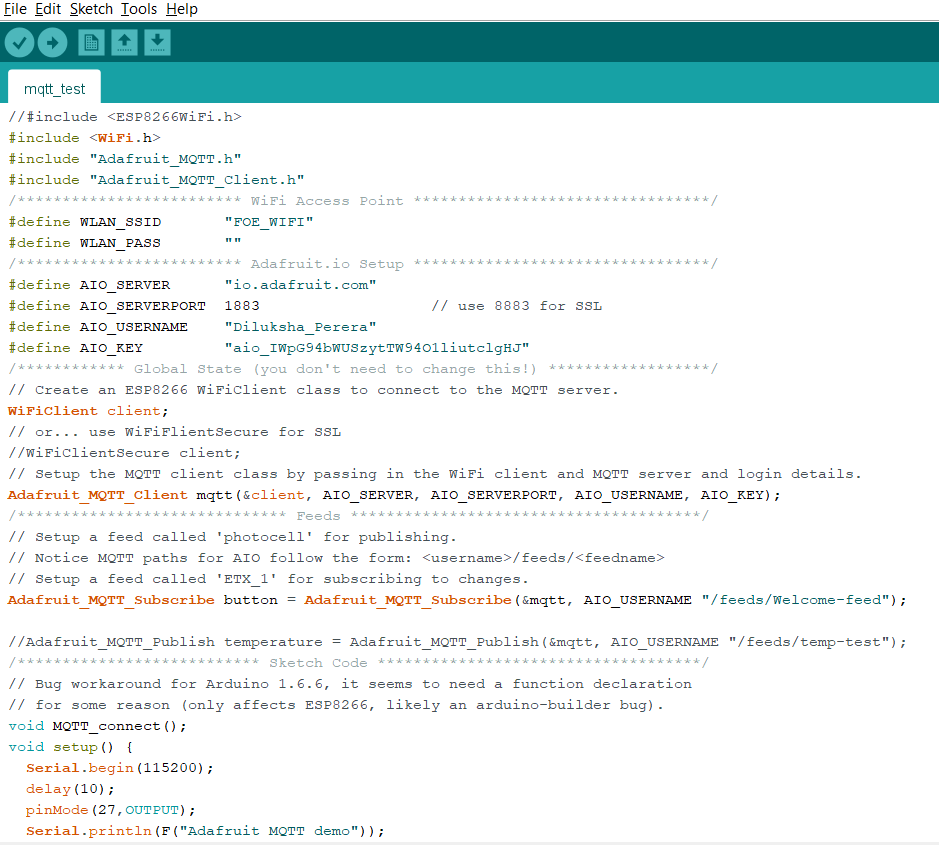 File Edit Sketch Tools Help
mqtt_test
//#include <ESP8266WiFi.h>
#include <WiFi.h>
#include "Adafruit_MQTT.h"
#include "Adafruit_MQTT_Client.h"
/************************* WiFi Access Point *********************************/
#define WLAN_SSID       "FOE_WIFI"
#define WLAN_PASS       ""
/************************* Adafruit.io Setup *********************************/
#define AIO_SERVER      "io.adafruit.com"
#define AIO_SERVERPORT  1883                   // use 8883 for SSL
#define AIO_USERNAME    "Diluksha_Perera"
#define AIO_KEY         "aio_IWpG94bWUSzytTW94O1liutclgHJ"
/************ Global State (you don't need to change this!) ******************/
// Create an ESP8266 WiFiClient class to connect to the MQTT server.
WiFiClient client;
// or... use WiFiFlientSecure for SSL
//WiFiClientSecure client;
// Setup the MQTT client class by passing in the WiFi client and MQTT server and login details.
Adafruit_MQTT_Client mqtt(&client, AIO_SERVER, AIO_SERVERPORT, AIO_USERNAME, AIO_KEY);
/****************************** Feeds ***************************************/
// Setup a feed called 'photocell' for publishing.
// Notice MQTT paths for AIO follow the form: <username>/feeds/<feedname>
// Setup a feed called 'ETX_1' for subscribing to changes.
Adafruit_MQTT_Subscribe button = Adafruit_MQTT_Subscribe(&mqtt, AIO_USERNAME "/feeds/Welcome-feed");
//Adafruit_MQTT_Publish temperature = Adafruit_MQTT_Publish(&mqtt, AIO_USERNAME "/feeds/temp-test");
/*************************** Sketch Code ************************************/
// Bug workaround for Arduino 1.6.6, it seems to need a function declaration
// for some reason (only affects ESP8266, likely an arduino-builder bug).
void MQTT_connect();
void setup() {
  Serial.begin(115200);
  delay(10);
  pinMode(27,OUTPUT);
  Serial.println(F("Adafruit MQTT demo"));